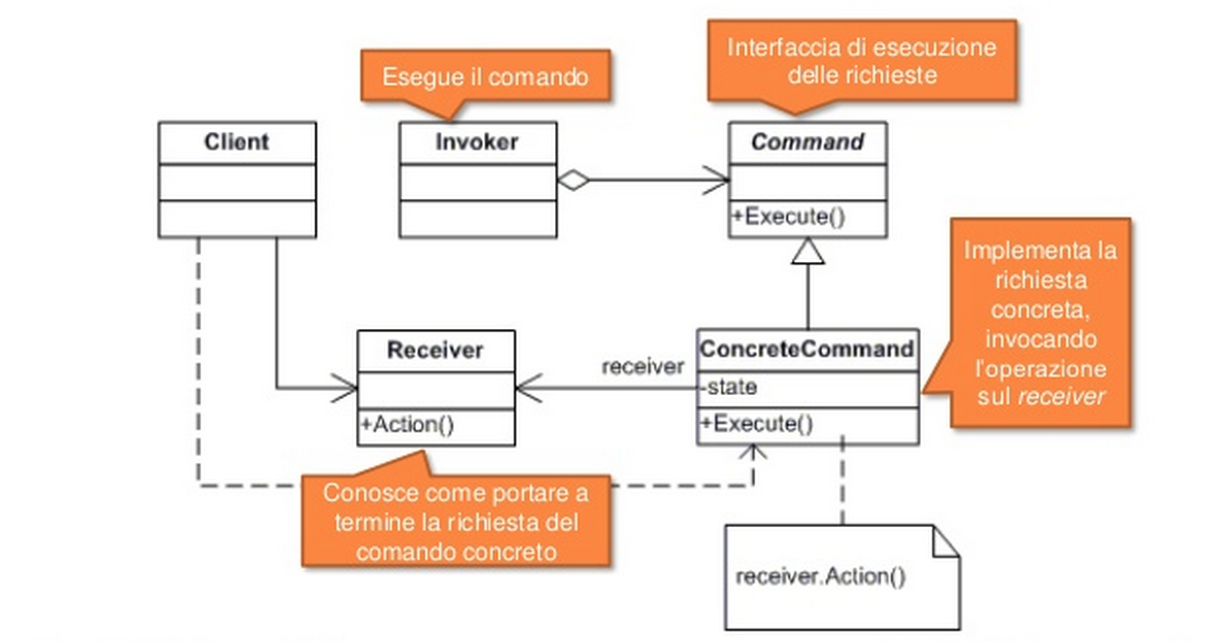 Esegue il comando
Interfaccia di esecuzione
delle richieste
Client
Invoker
Command
+Execute()
Implementa la
richiesta
concreta,
invocando
l'operazione
sul receiver
Receiver
+Action()
receiver
ConcreteCommand
-state
+Execute()
Conosce come portare a
termine la richiesta del
comando concreto
receiver.Action()